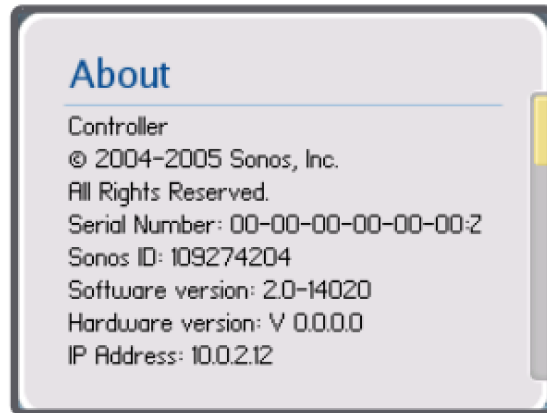 About
Controller
© 2004-2005 Sonos, Inc.
All Rights Reserved.
Serial Number: 00-00-00-00-00-00:Z
Sonos ID: 109274204
Software version: 2.0-14020
Hardware version: V 0.0.0.0
IP Address: 10.0.2.12